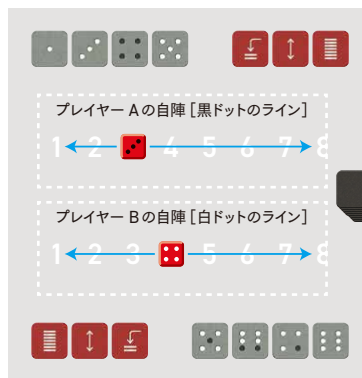 プレイヤー A の自陣 [黒ドットのライン]
1 2 4 5 6 7 8
プレイヤー B の自陣 [白ドットのライン]
1 2 3 5 6 7 8